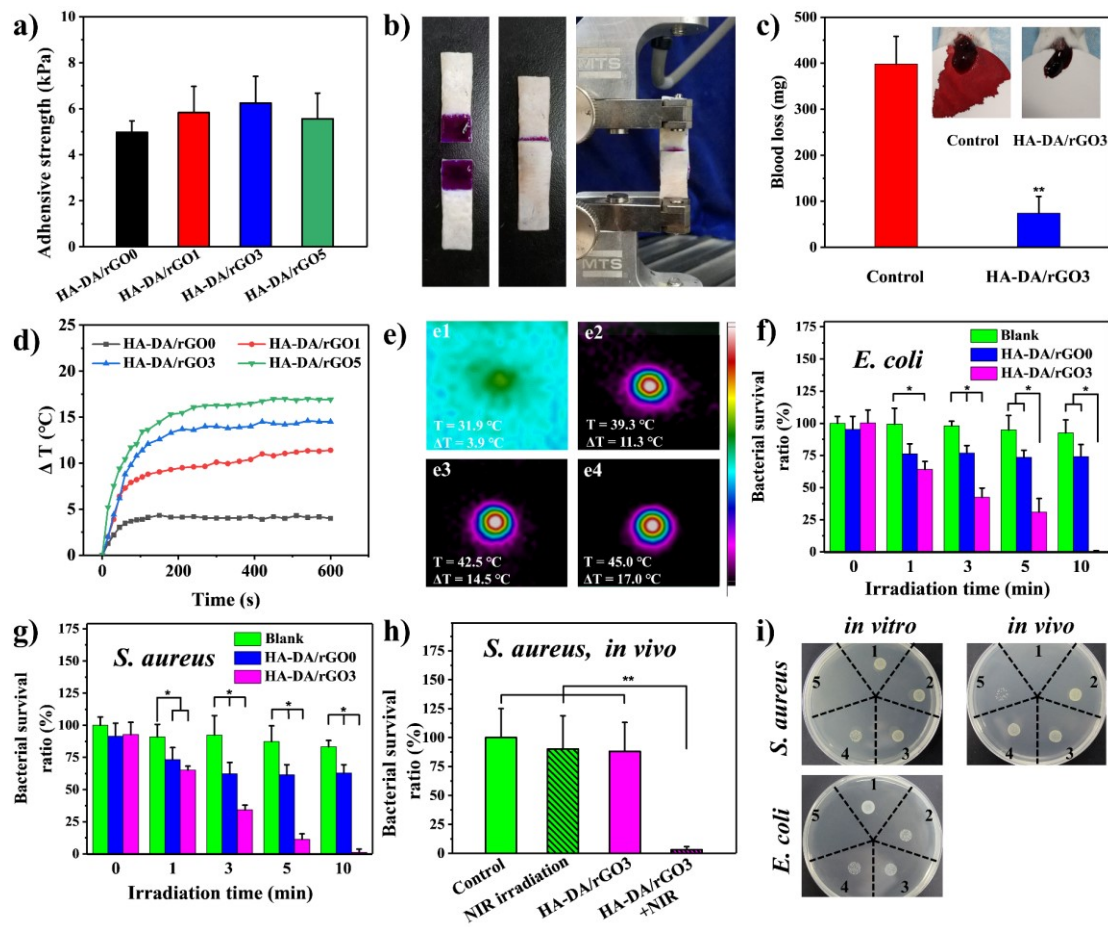 a)
Adhensive strength (kPa)
10
8
6
4
2
0
HA-DA/rGO0
HA-DA/rGO1
HA-DA/rGO3
HA-DA/rGO5
b)
MTS
MTS
c)
Blood loss (mg)
500
400
300
200
100
0
Control HA-DA/rGO3
**
Control HA-DA/rGO3
d)
Δ T (°C)
25
20
15
10
5
0
HA-DA/rGO0 HA-DA/rGO1
HA-DA/rGO3 HA-DA/rGO5
0 200 400 600
Time (s)
e)
e1
T = 31.9 °C
ΔT = 3.9 °C
e2
T = 39.3 °C
ΔT = 11.3 °C
e3
T = 42.5 °C
ΔT = 14.5 °C
e4
T = 45.0 °C
ΔT = 17.0 °C
f)
Bacterial survival
ratio (%)
175
150
125
100
75
50
25
0
E. coli
Blank
HA-DA/rGO0
HA-DA/rGO3
* * * *
0 1 3 5 10
Irradiation time (min)
g)
Bacterial survival
ratio (%)
175
150
125
100
75
50
25
0
S. aureus
Blank
HA-DA/rGO0
HA-DA/rGO3
* * * *
0 1 3 5 10
Irradiation time (min)
h)
Bacterial survival
ratio (%)
175
150
125
100
75
50
25
0
S. aureus, in vivo
**
Control
NIR irradiation
HA-DA/rGO3
HA-DA/rGO3
+NIR
i)
in vitro in vivo
S. aureus
1
2
3
4
5
1
2
3
4
5
E. coli
1
2
3
4
5